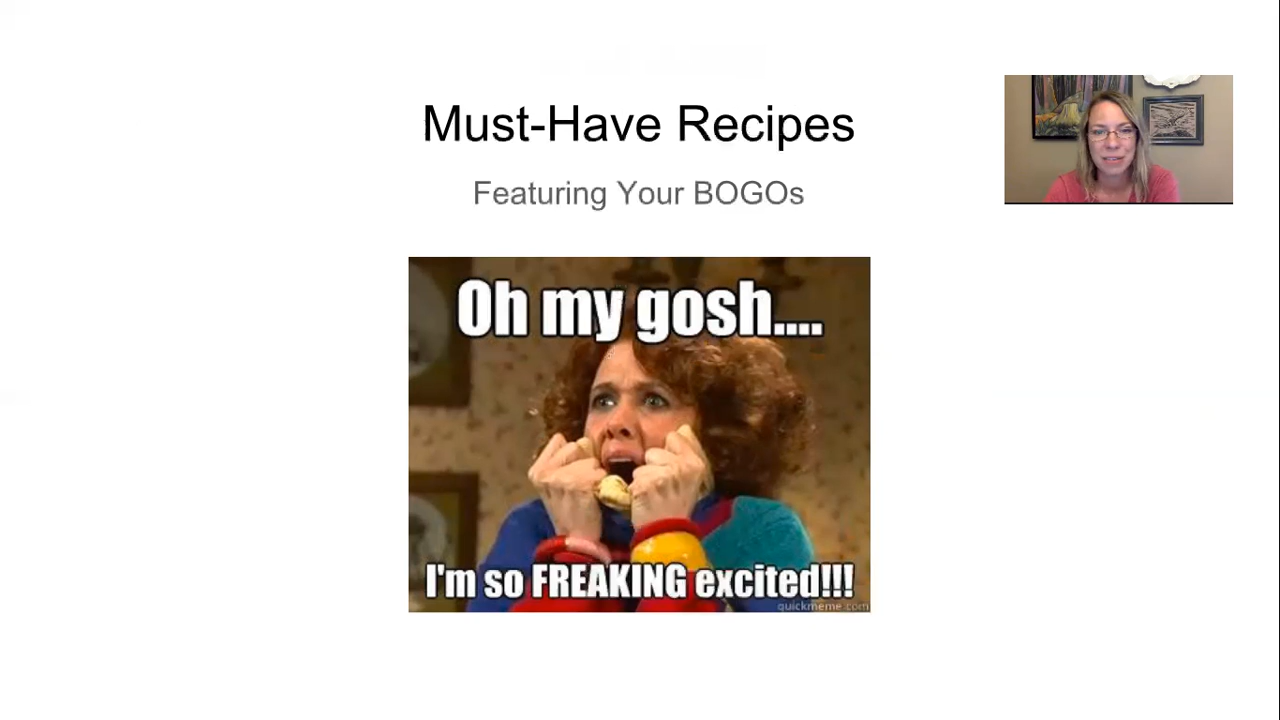 Must-Have Recipes
Featuring Your BOGOs
Oh my gosh....
I'm so FREAKING excited!!!
quickmeme.com